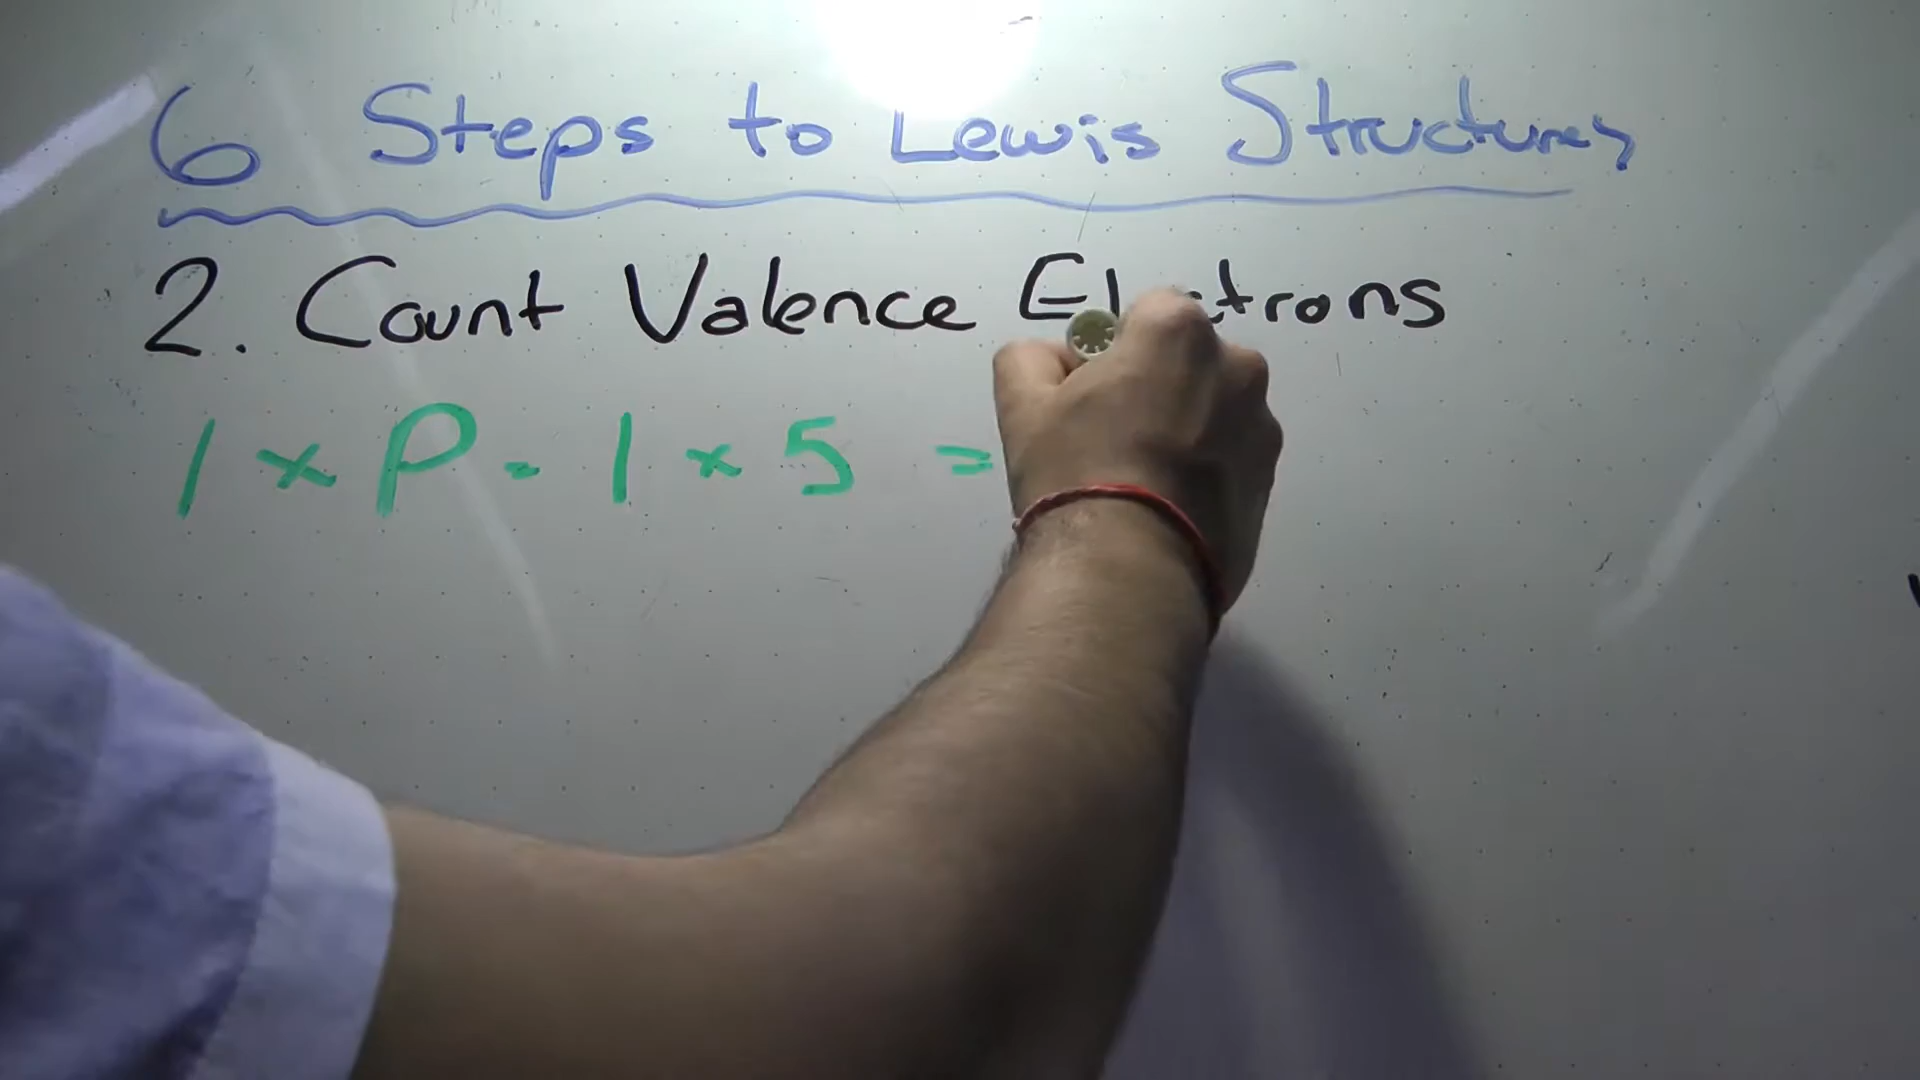 6 Steps to Lewis Structures
2. Count Valence Electrons
1 x P = 1 x 5 =